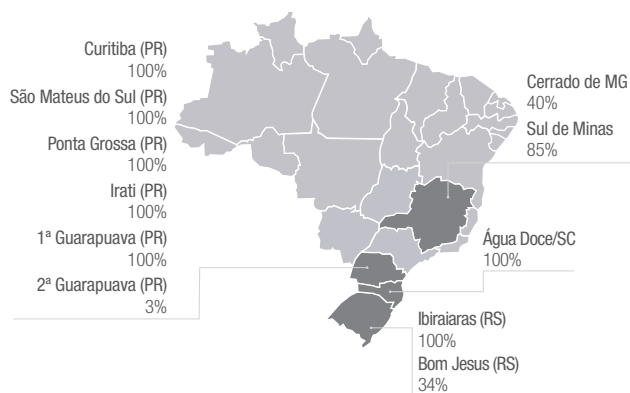 Curitiba (PR)
100%
São Mateus do Sul (PR)
100%
Ponta Grossa (PR)
100%
Irati (PR)
100%
1ª Guarapuava (PR)
100%
2ª Guarapuava (PR)
3%
Cerrado de MG
40%
Sul de Minas
85%
Água Doce/SC
100%
Ibiraiaras (RS)
100%
Bom Jesus (RS)
34%